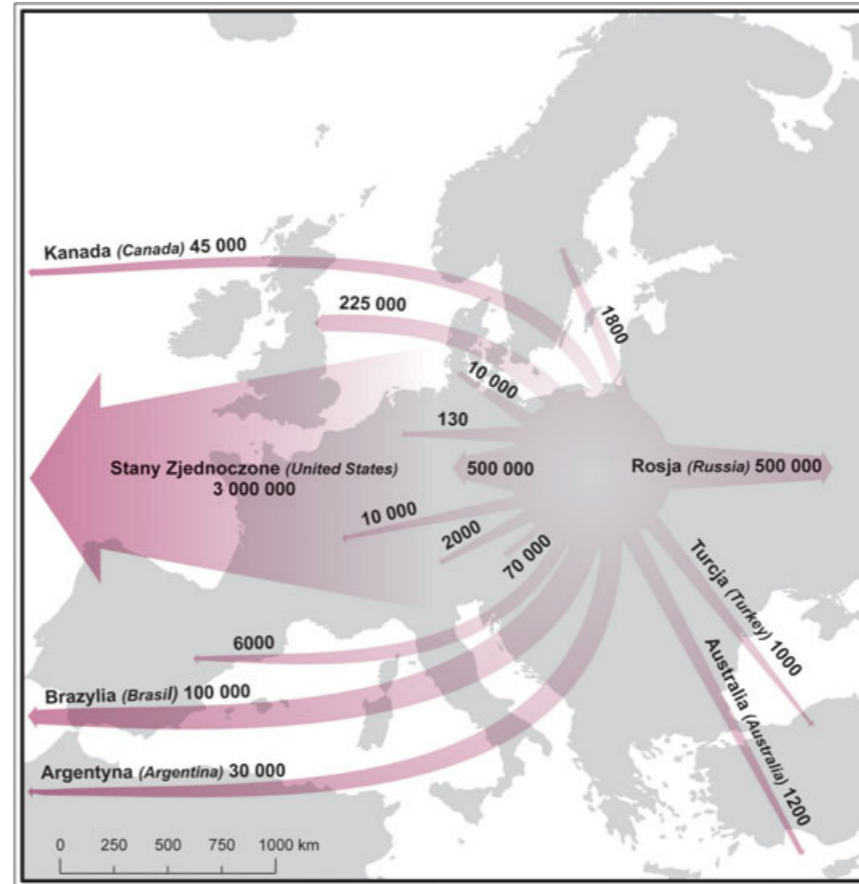 Kanada (Canada) 45 000
225 000
1800
10 000
130
Stany Zjednoczone (United States)
3 000 000
500 000
Rosja (Russia) 500 000
10 000
2000
70 000
Turcja (Turkey) 1000
Australia (Australia) 1200
6000
Brazylia (Brasil) 100 000
Argentyna (Argentina) 30 000
0 250 500 750 1000 km